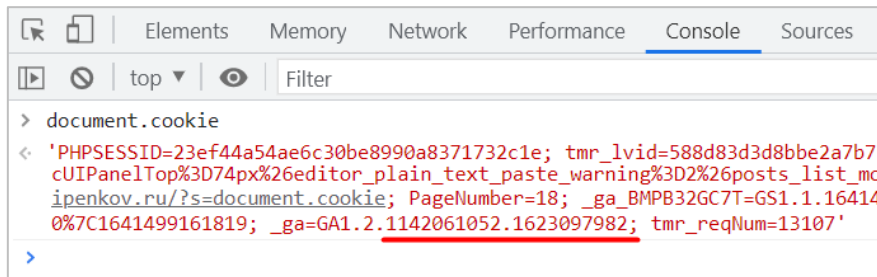 Elements Memory Network Performance Console Sources
top ▼ Filter
> document.cookie
'PHPSESSID=23ef44a54ae6c30be8990a8371732c1e; tmr_lvid=588d83d3d8bbe2a7b7
cUIPanelTop%3D74px%26editor_plain_text_paste_warning%3D2%26posts_list_mo
ipenkov.ru/?s=document.cookie; PageNumber=18; _ga_BMPB32GC7T=GS1.1.16414
0%7C1641499161819; _ga=GA1.2.1142061052.1623097982; tmr_reqNum=13107'
>